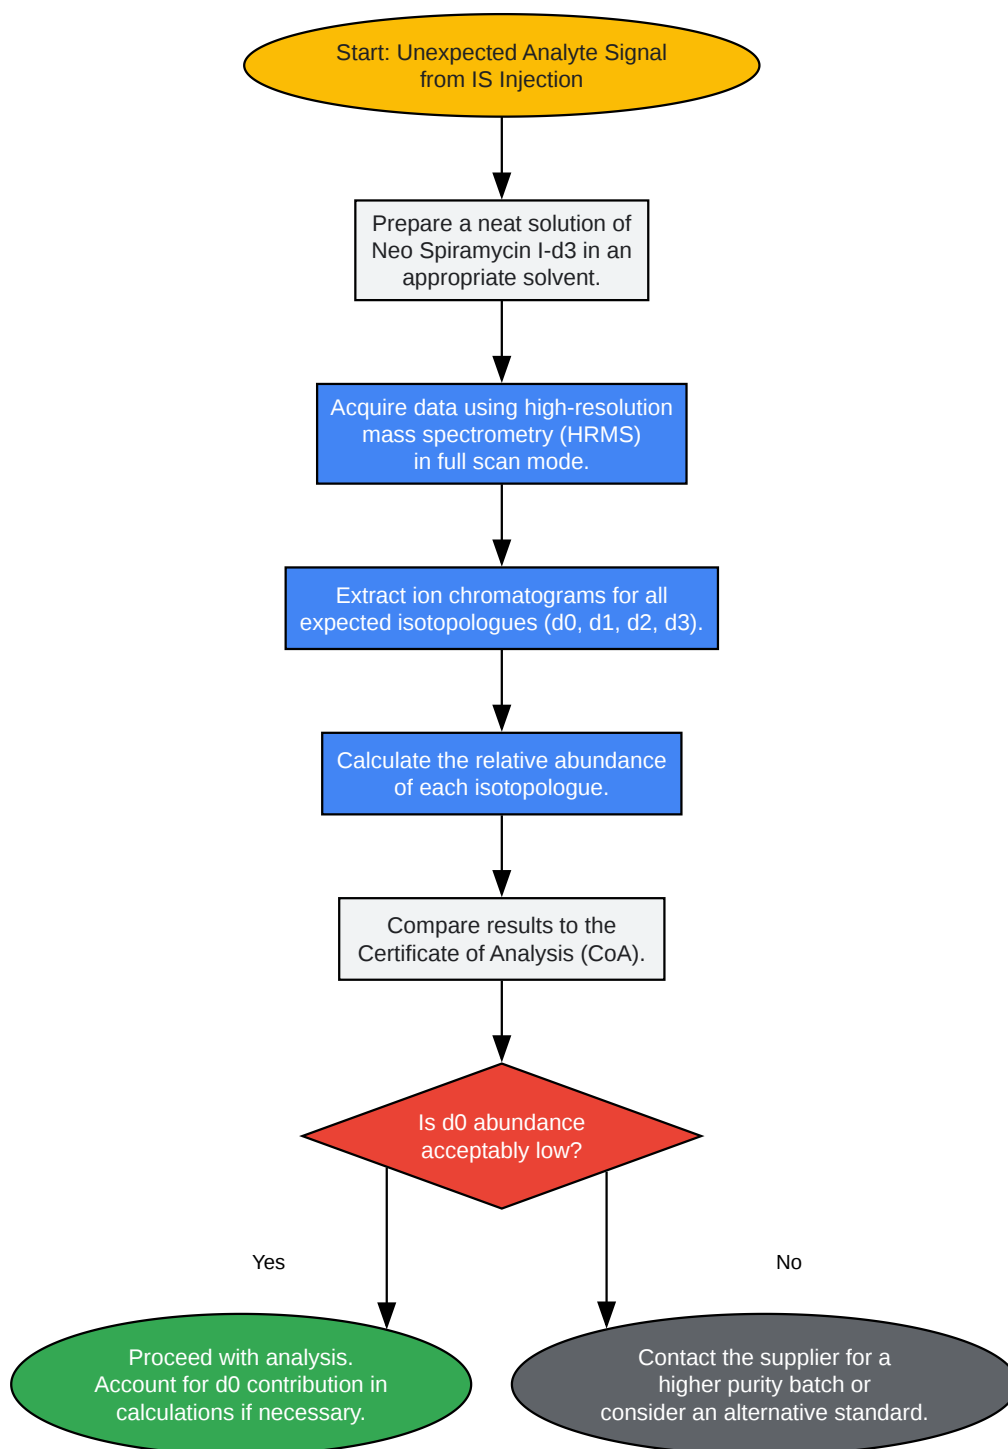 Start: Unexpected Analyte Signal
from IS Injection
Prepare a neat solution of
Neo Spiramycin I-d3 in an
appropriate solvent.
Acquire data using high-resolution
mass spectrometry (HRMS)
in full scan mode.
Extract ion chromatograms for all
expected isotopologues (d0, d1, d2, d3).
Calculate the relative abundance
of each isotopologue.
Compare results to the
Certificate of Analysis (CoA).
Is d0 abundance
acceptably low?
Yes
No
Proceed with analysis.
Account for d0 contribution in
calculations if necessary.
Contact the supplier for a
higher purity batch or
consider an alternative standard.